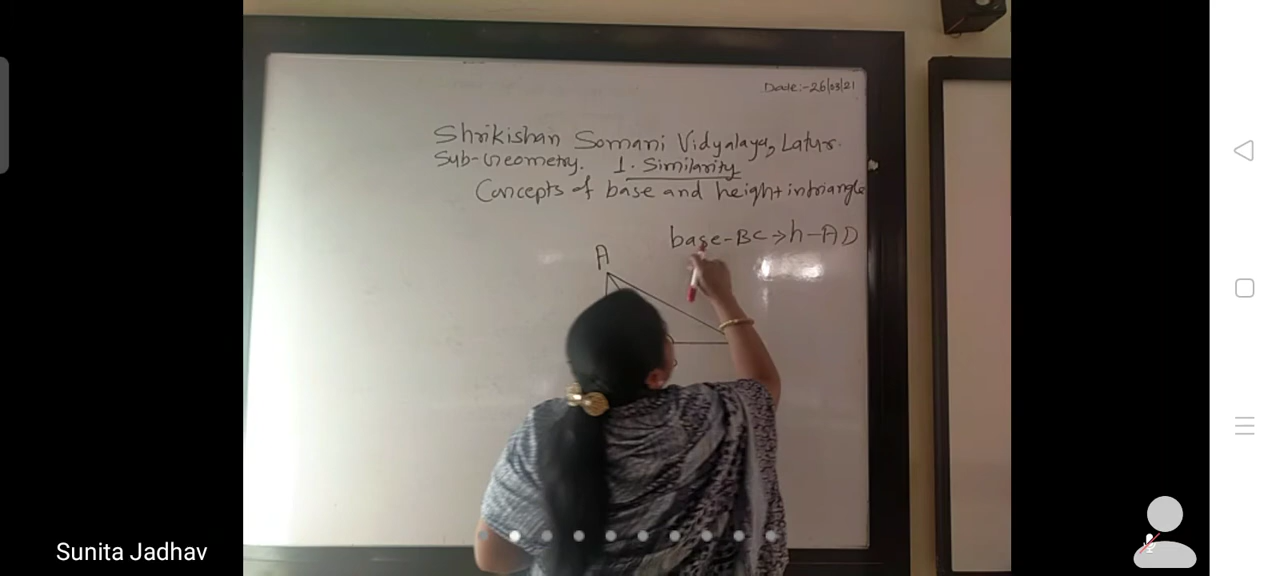 Date:-26/03/21
Shrikishan Somani Vidyalaya, Latur.
Sub-Geometry. 1. Similarity
Concepts of base and height in triangle
base-BC→h-AD
A
Sunita Jadhav